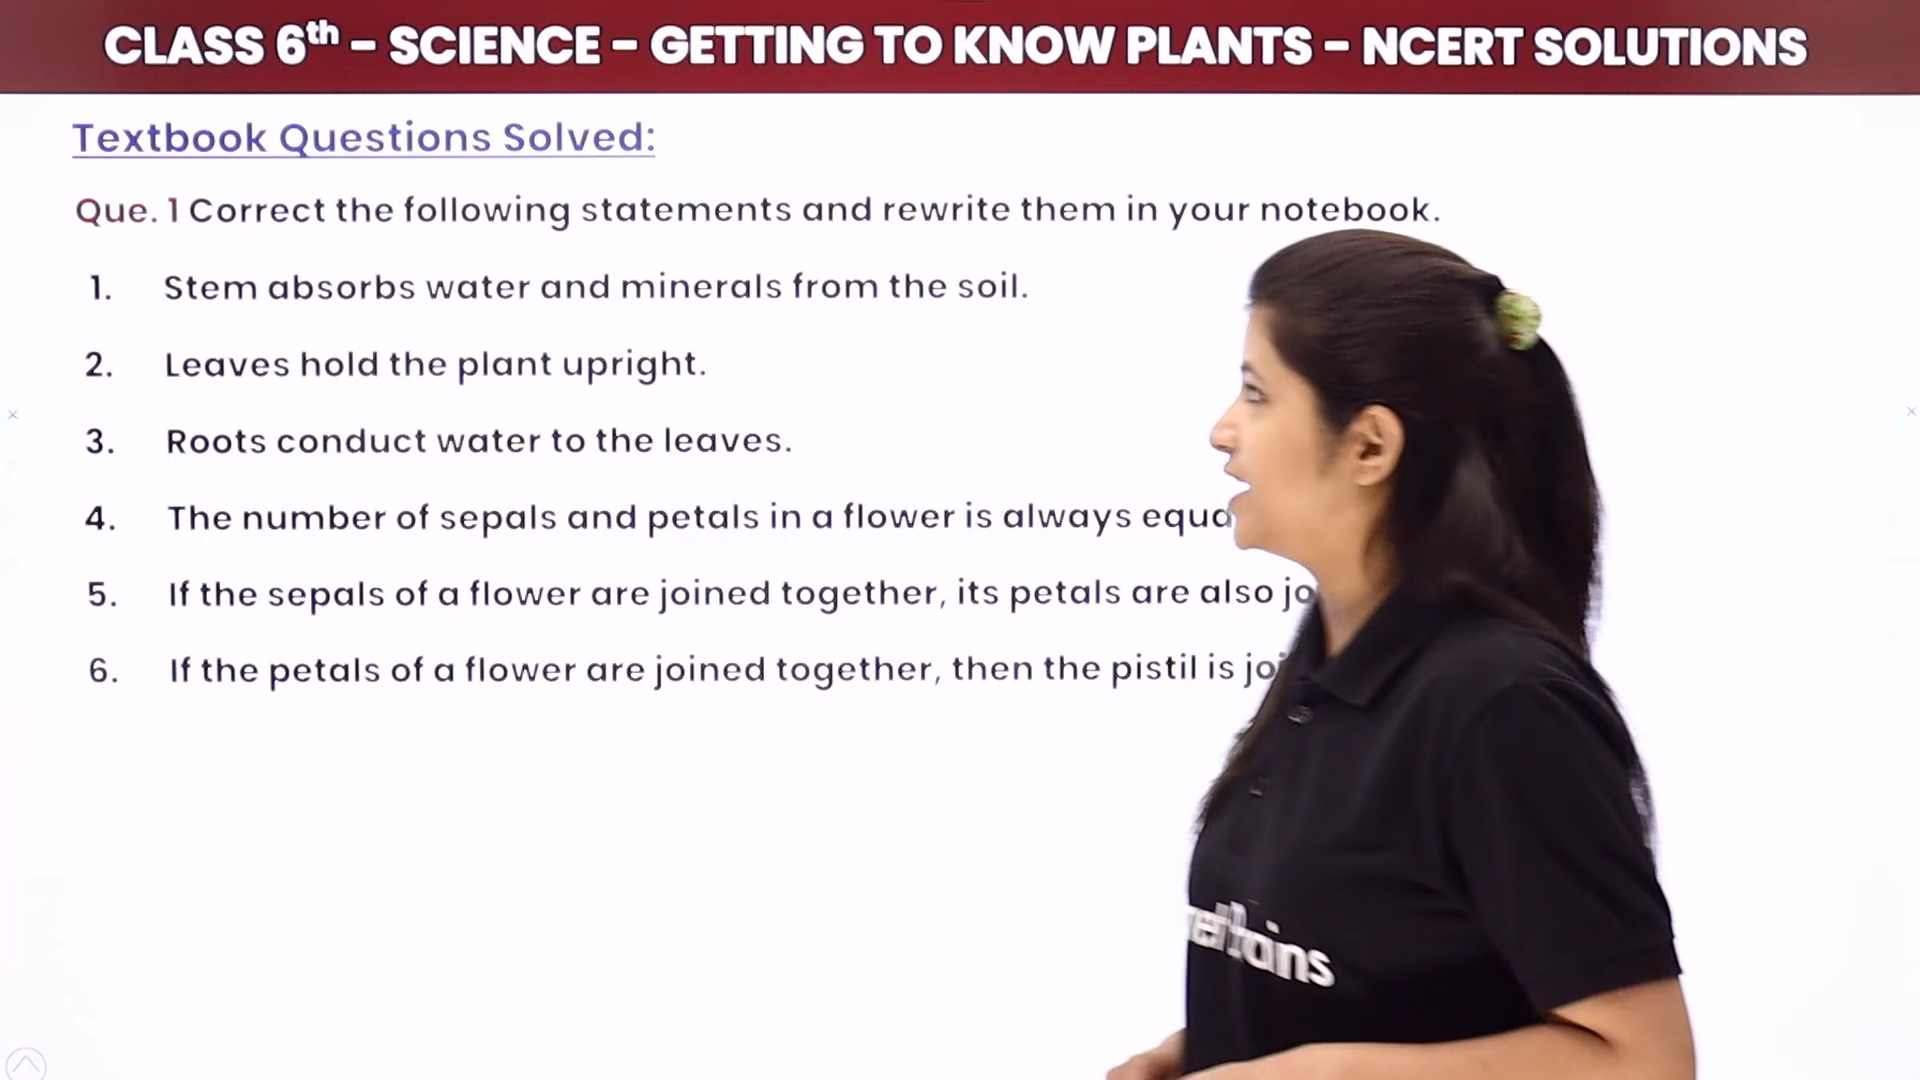 CLASS 6th – SCIENCE – GETTING TO KNOW PLANTS – NCERT SOLUTIONS
Textbook Questions Solved:
Que. 1 Correct the following statements and rewrite them in your notebook.
1. Stem absorbs water and minerals from the soil.
2. Leaves hold the plant upright.
3. Roots conduct water to the leaves.
4. The number of sepals and petals in a flower is always
5. If the sepals of a flower are joined together, its petals are also
6. If the petals of a flower are joined together, then the pistil is